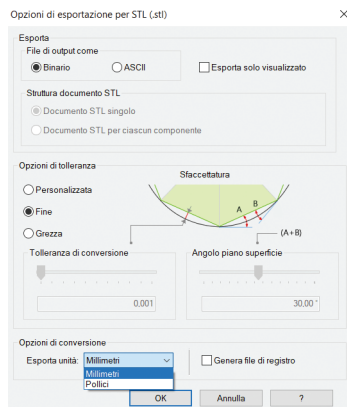 Opzioni di esportazione per STL (.stl)
Esporta
File di output come
Binario
ASCII
Esporta solo visualizzato
Struttura documento STL
Documento STL singolo
Documento STL per ciascun componente
Opzioni di tolleranza
Sfaccettatura
Personalizzata
Fine
Grezza
A
B
(A+B)
Tolleranza di conversione
0,001
Angolo piano superficie
30,00 °
Opzioni di conversione
Esporta unità:
Millimetri
Millimetri
Pollici
Genera file di registro
OK
Annulla
?